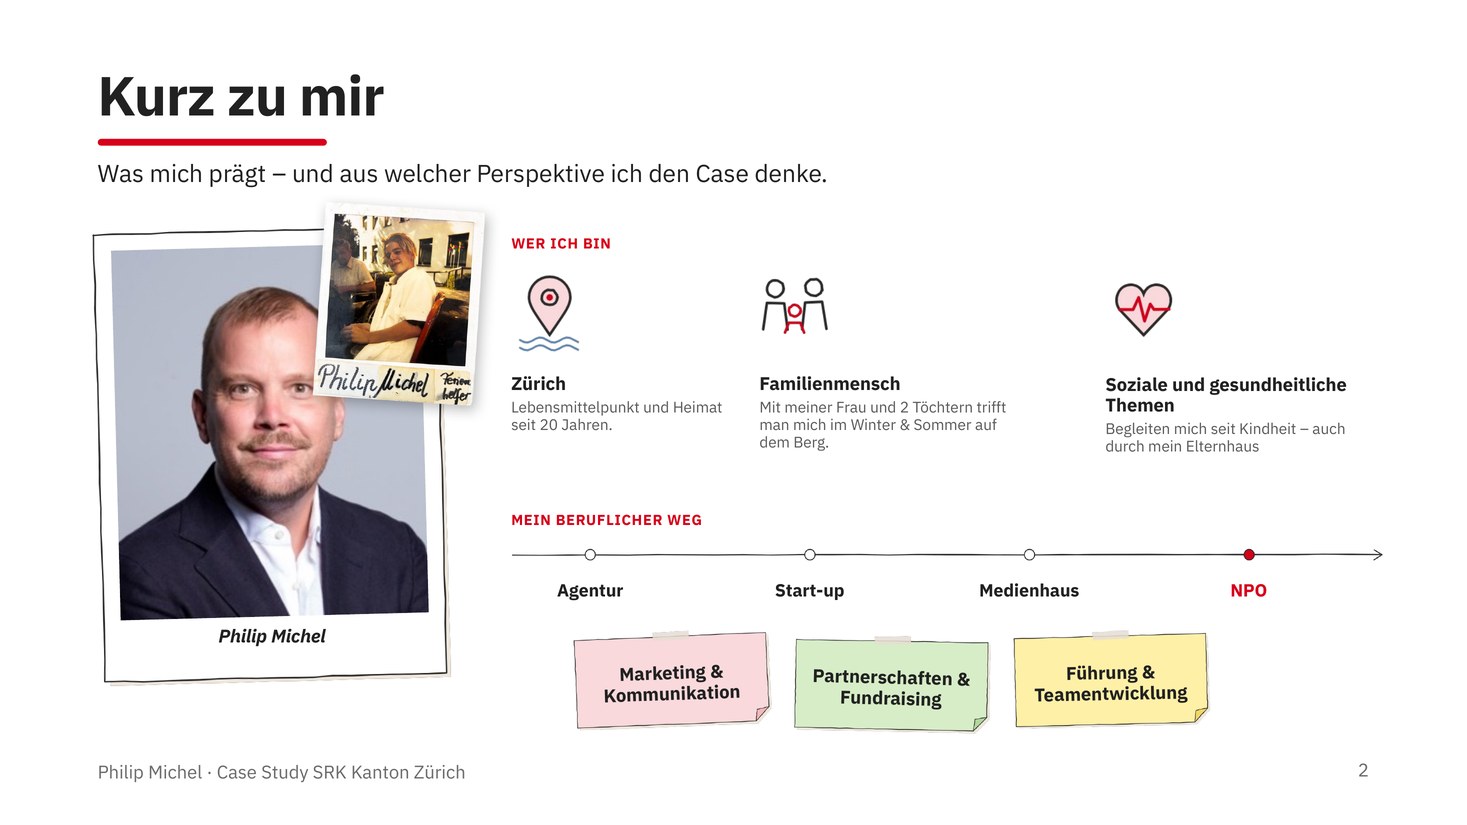 Kurz zu mir
Was mich prägt – und aus welcher Perspektive ich den Case denke.
Philip Michel Ferien
helfer
Philip Michel
WER ICH BIN
Zürich
Lebensmittelpunkt und Heimat
seit 20 Jahren.
Familienmensch
Mit meiner Frau und 2 Töchtern trifft
man mich im Winter & Sommer auf
dem Berg.
Soziale und gesundheitliche
Themen
Begleiten mich seit Kindheit – auch
durch mein Elternhaus
MEIN BERUFLICHER WEG
Agentur
Start-up
Medienhaus
NPO
Marketing &
Kommunikation
Partnerschaften &
Fundraising
Führung &
Teamentwicklung
Philip Michel · Case Study SRK Kanton Zürich
2